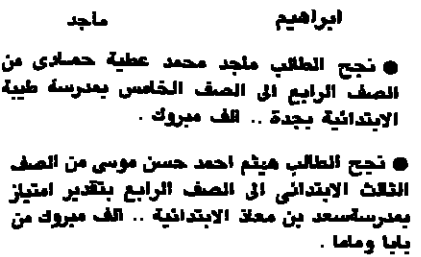 ابراهيم ماجد
● نجح الطالب ماجد محمد عطية حمادى من
الصف الرابع الى الصف الخامس بمدرسة طيبة
الابتدائية بجدة .. الف مبروك .
● نجح الطالب هيثم احمد حسن موسى من الصف
الثالث الابتدائى الى الصف الرابع بتقدير امتياز
بمدرسةسعد بن معاذ الابتدائية .. الف مبروك من
بابا وماما .